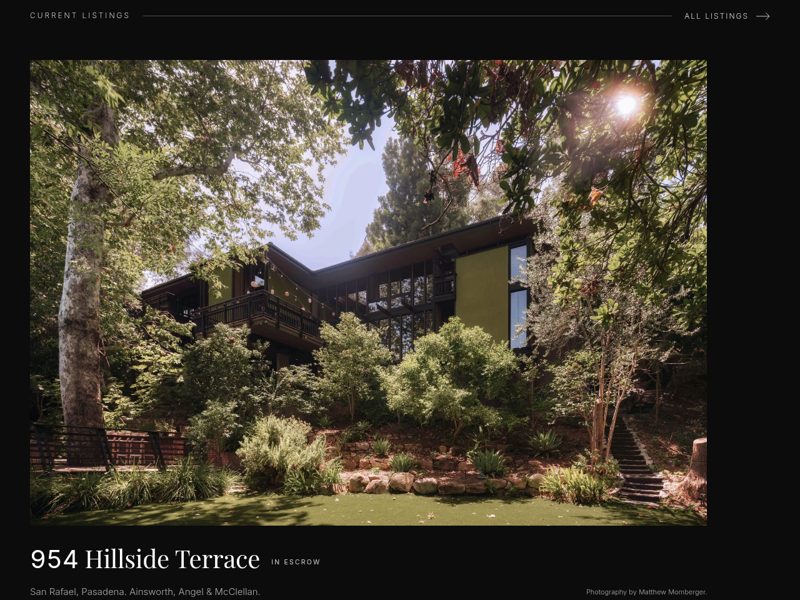 CURRENT LISTINGS
ALL LISTINGS →
954 Hillside Terrace IN ESCROW
San Rafael, Pasadena. Ainsworth, Angel & McClellan.
Photography by Matthew Momberger.